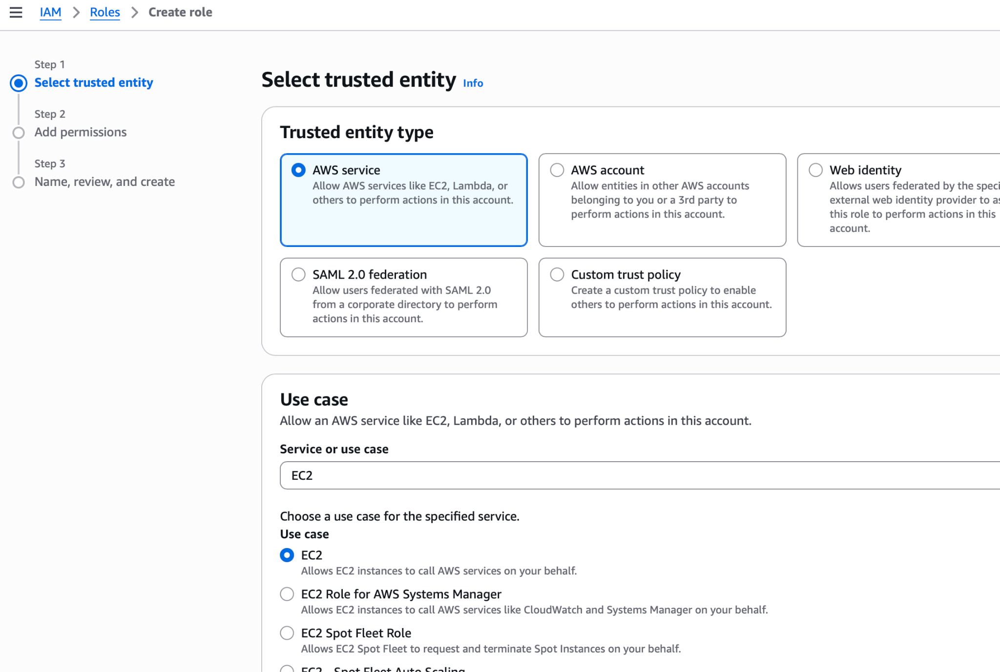 IAM > Roles > Create role
Step 1
Select trusted entity
Step 2
Add permissions
Step 3
Name, review, and create
Select trusted entity Info
Trusted entity type
AWS service
Allow AWS services like EC2, Lambda, or
others to perform actions in this account.
AWS account
Allow entities in other AWS accounts
belonging to you or a 3rd party to
perform actions in this account.
Web identity
Allows users federated by the
external web identity provider to
this role to perform actions in this
account.
SAML 2.0 federation
Allow users federated with SAML 2.0
from a corporate directory to perform
actions in this account.
Custom trust policy
Create a custom trust policy to enable
others to perform actions in this account.
Use case
Allow an AWS service like EC2, Lambda, or others to perform actions in this account.
Service or use case
EC2
Choose a use case for the specified service.
Use case
EC2
Allows EC2 instances to call AWS services on your behalf.
EC2 Role for AWS Systems Manager
Allows EC2 instances to call AWS services like CloudWatch and Systems Manager on your behalf.
EC2 Spot Fleet Role
Allows EC2 Spot Fleet to request and terminate Spot Instances on your behalf.
EC2 - Spot Fleet Auto Scaling